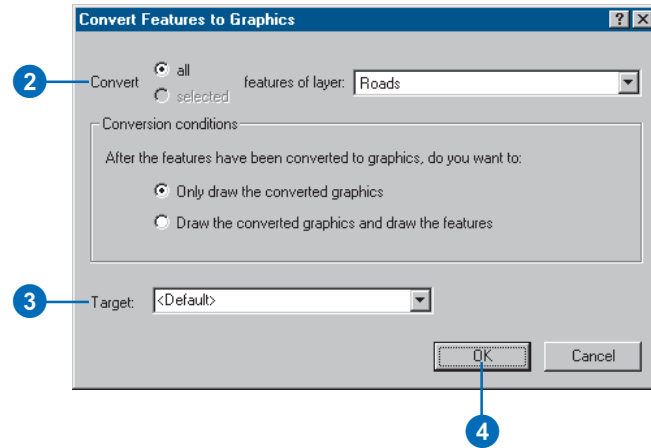 Convert Features to Graphics
? X
2
Convert
all
selected
features of layer:
Roads
Conversion conditions
After the features have been converted to graphics, do you want to:
Only draw the converted graphics
Draw the converted graphics and draw the features
3
Target:
<Default>
OK
Cancel
4